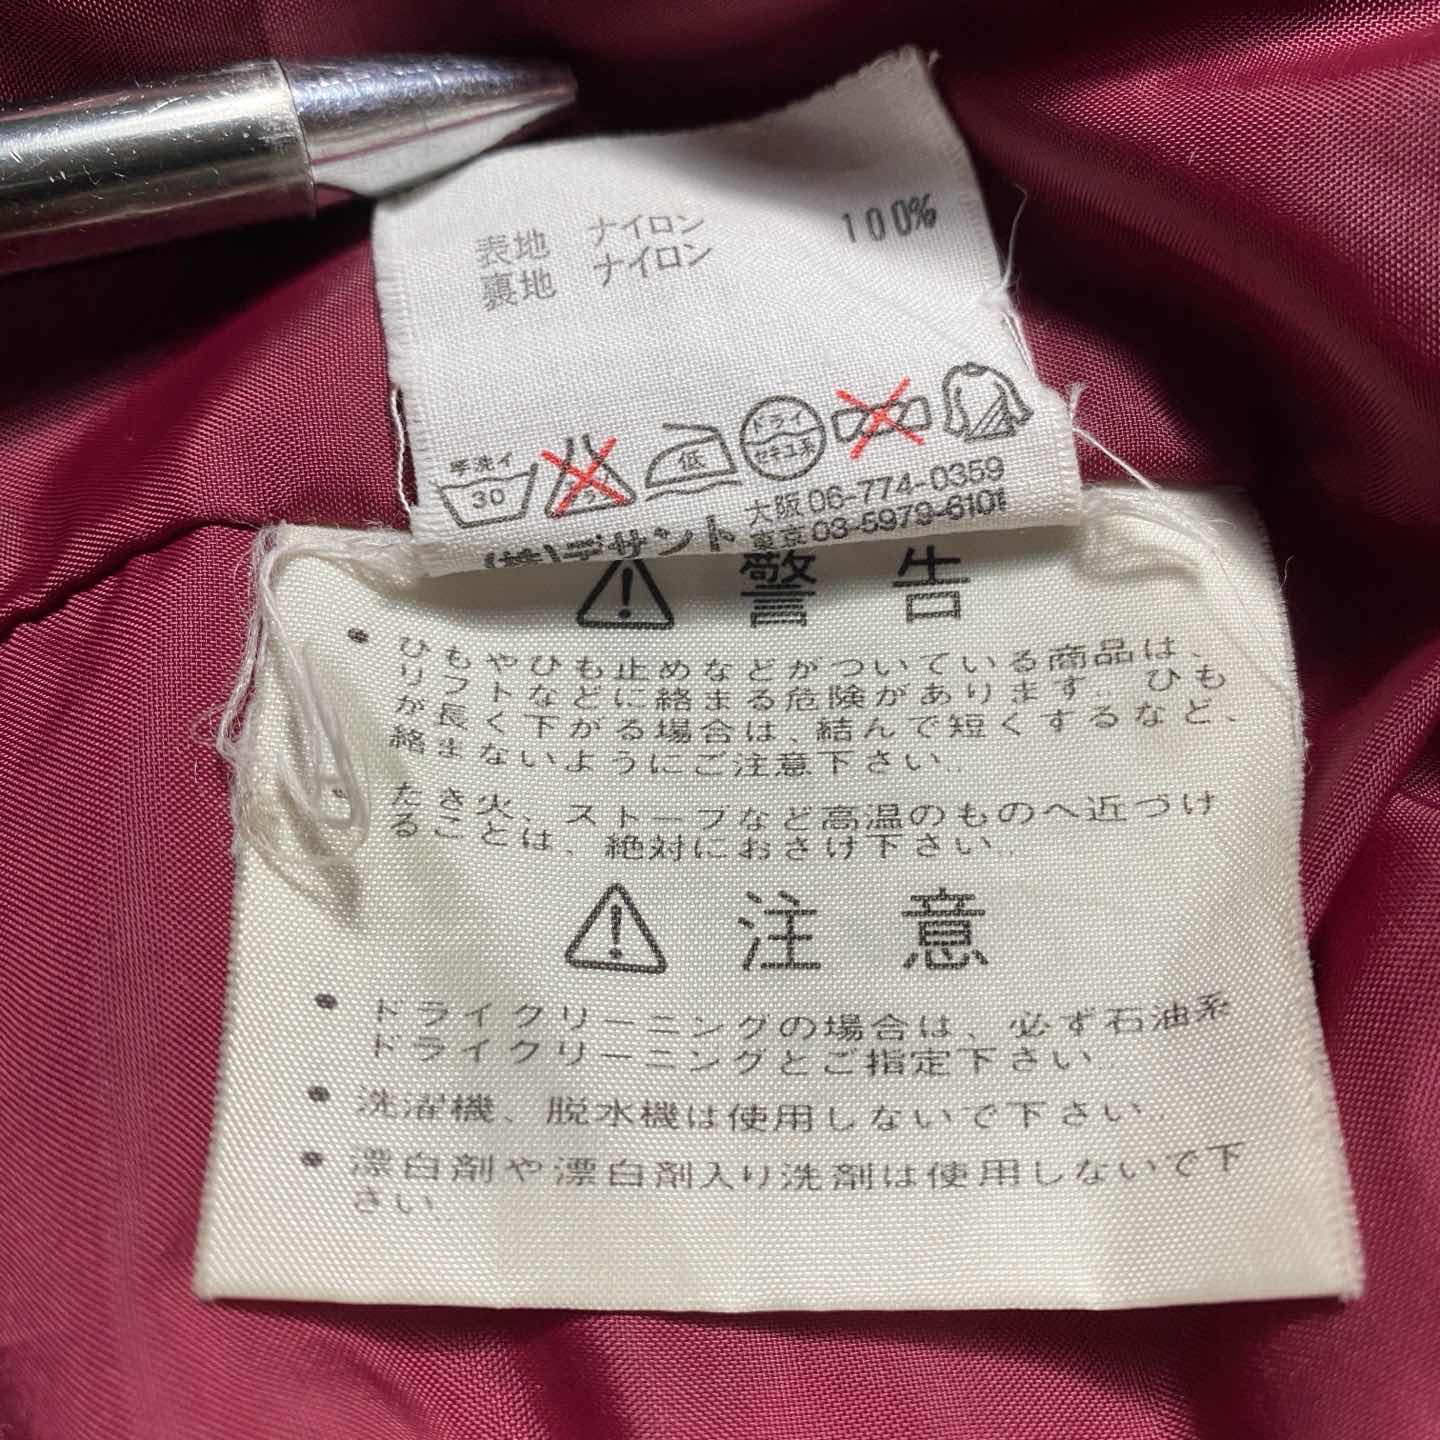 表地　ナイロン　100%
裏地　ナイロン
手洗イ
30
低
ドライ
セキユ系
大阪06-774-0359
(株)デサント 東京03-5979-6101
警告
・ひもやひも止めなどがついている商品は、
リフトなどに絡まる危険があります。ひも
が長く下がる場合は、結んで短くするなど、
絡まないようにご注意下さい。
・たき火、ストーブなど高温のものへ近づけ
ることは、絶対におさけ下さい。
注意
・ドライクリーニングの場合は、必ず石油系
ドライクリーニングとご指定下さい。
・洗濯機、脱水機は使用しないで下さい。
・漂白剤や漂白剤入り洗剤は使用しないで下
さい。